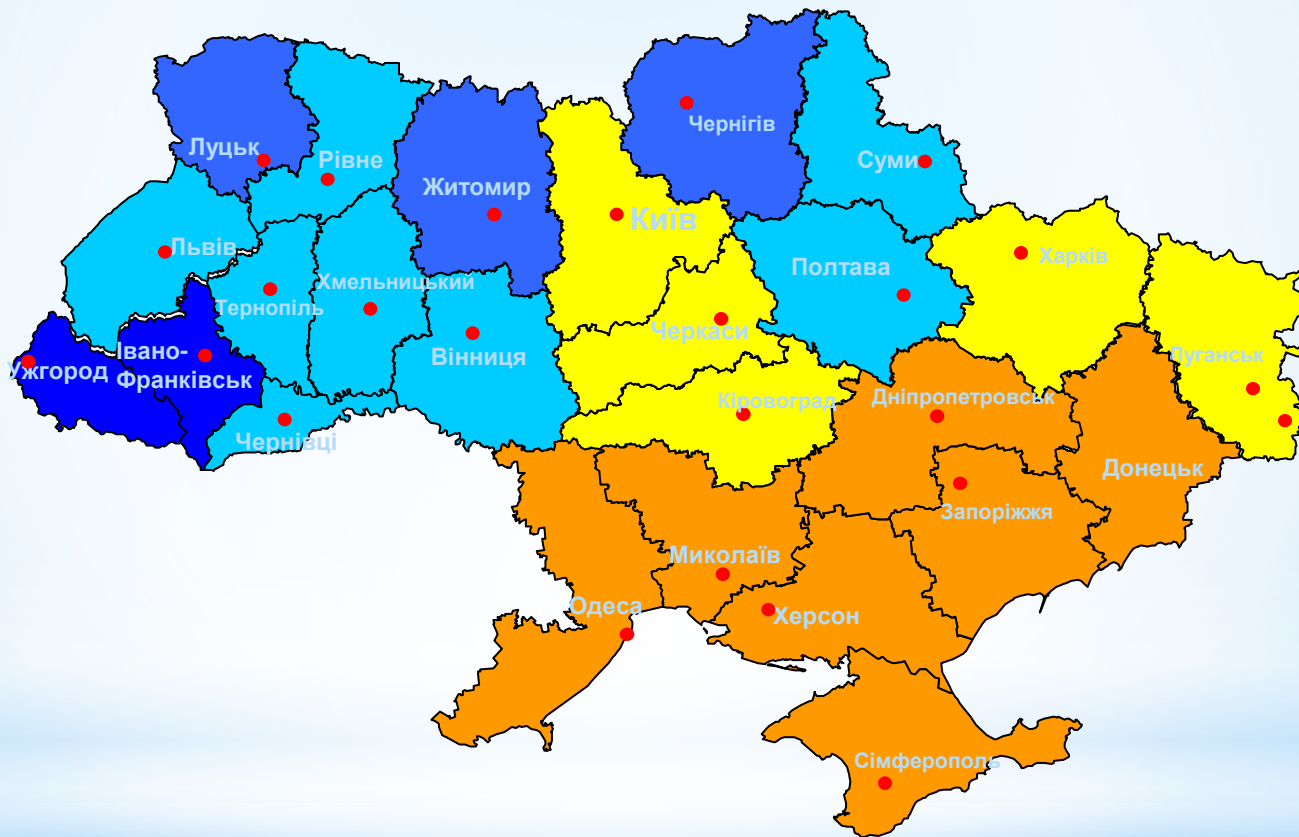 Чернігів
Луцьк
Рівне
Суми
Житомир
Київ
Львів
Харків
Полтава
Хмельницький
Тернопіль
Черкаси
Івано-
Франківськ
Вінниця
Луганськ
Ужгород
Кіровоград
Дніпропетровськ
Чернівці
Донецьк
Запоріжжя
Миколаїв
Одеса
Херсон
Сімферополь